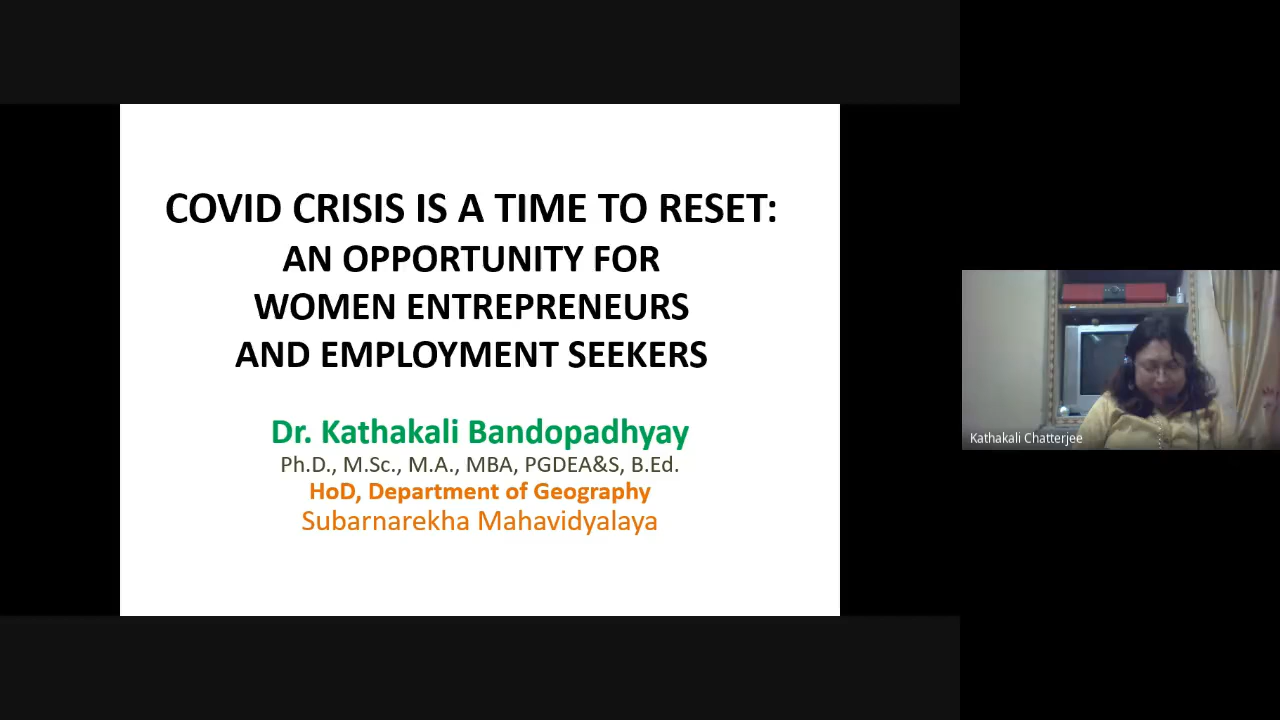 COVID CRISIS IS A TIME TO RESET:
AN OPPORTUNITY FOR
WOMEN ENTREPRENEURS
AND EMPLOYMENT SEEKERS
Dr. Kathakali Bandopadhyay
Ph.D., M.Sc., M.A., MBA, PGDEA&S, B.Ed.
HoD, Department of Geography
Subarnarekha Mahavidyalaya
Kathakali Chatterjee